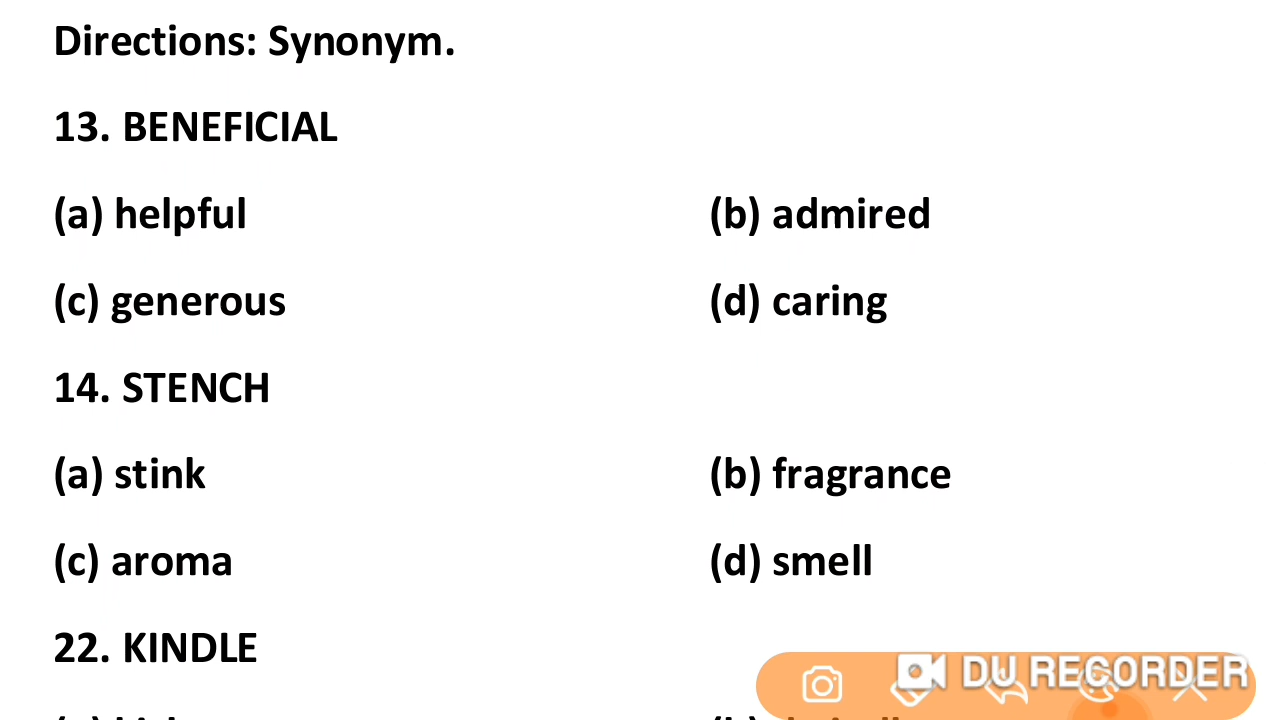 Directions: Synonym.
13. BENEFICIAL
(a) helpful (b) admired
(c) generous (d) caring
14. STENCH
(a) stink (b) fragrance
(c) aroma (d) smell
22. KINDLE
DU RECORDER